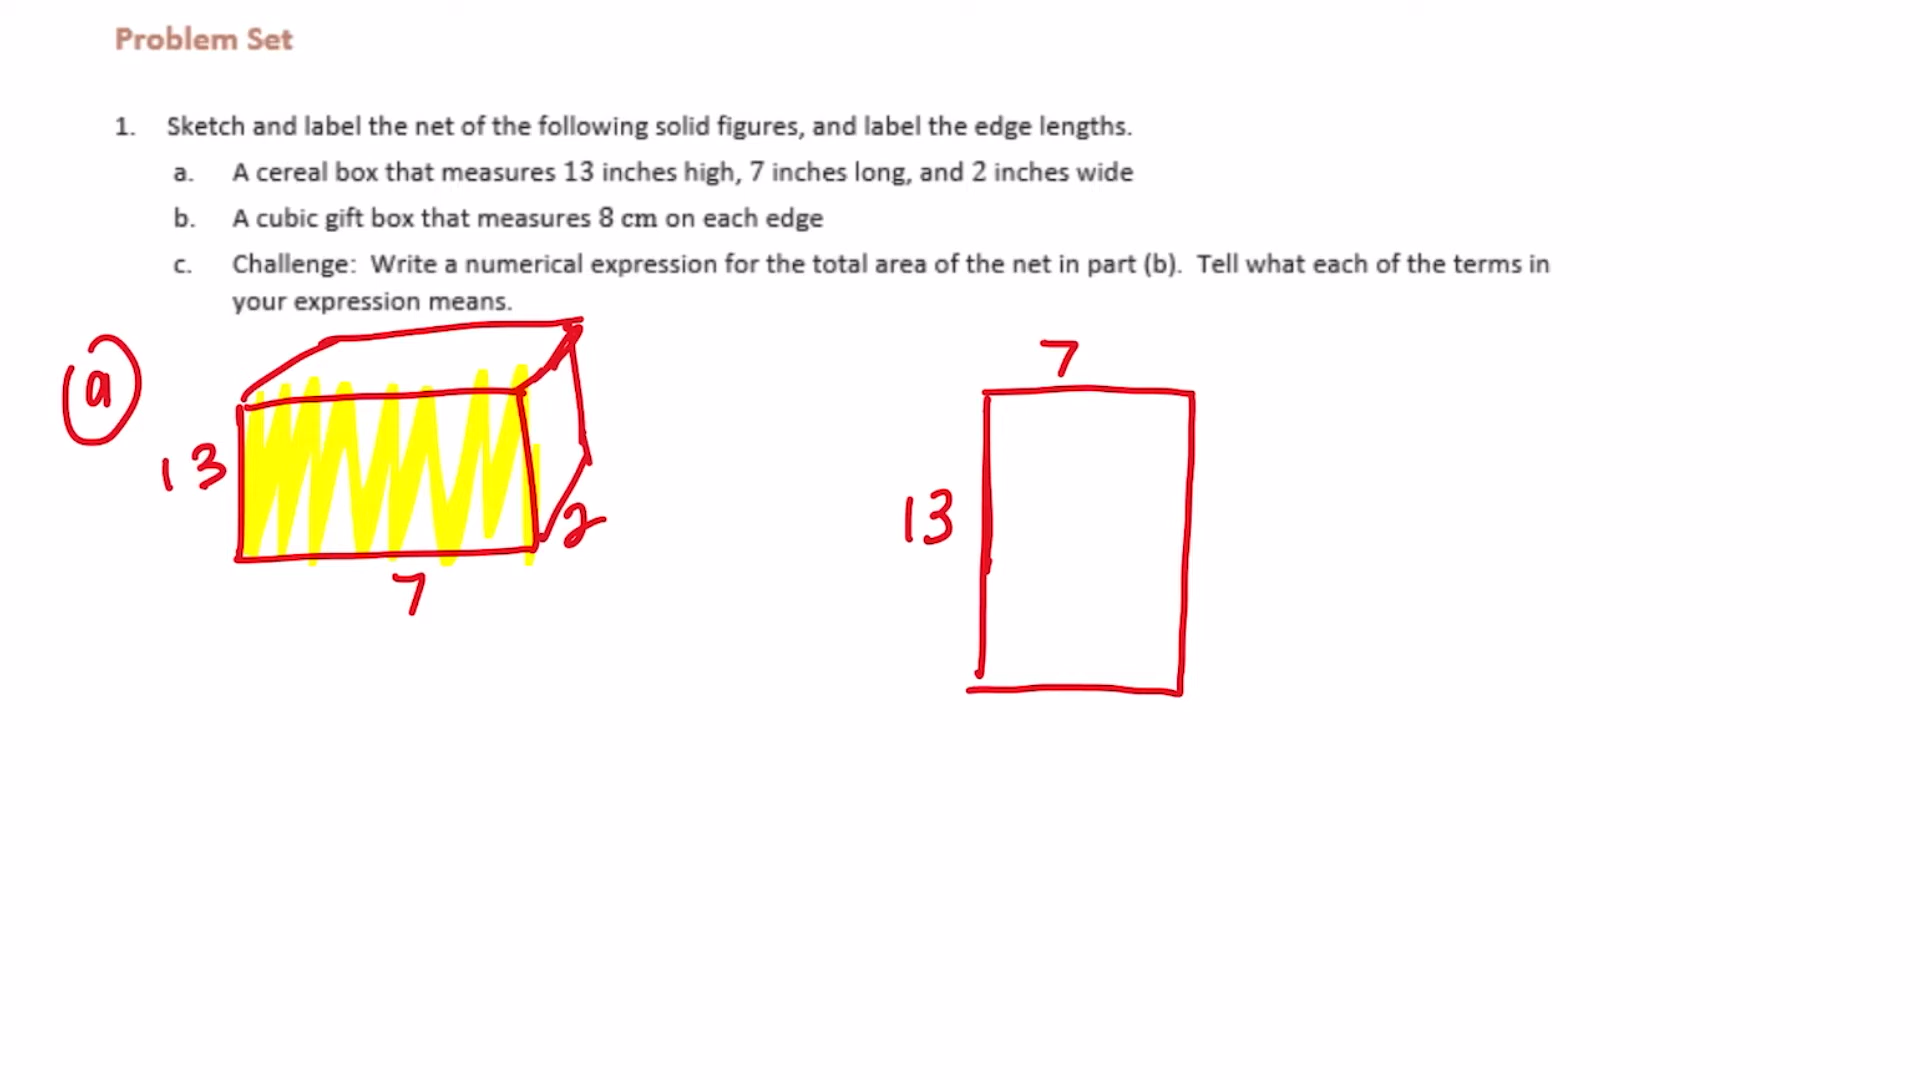 Problem Set
1. Sketch and label the net of the following solid figures, and label the edge lengths.
a. A cereal box that measures 13 inches high, 7 inches long, and 2 inches wide
b. A cubic gift box that measures 8 cm on each edge
c. Challenge: Write a numerical expression for the total area of the net in part (b). Tell what each of the terms in
your expression means.
a
13
2
7
7
13